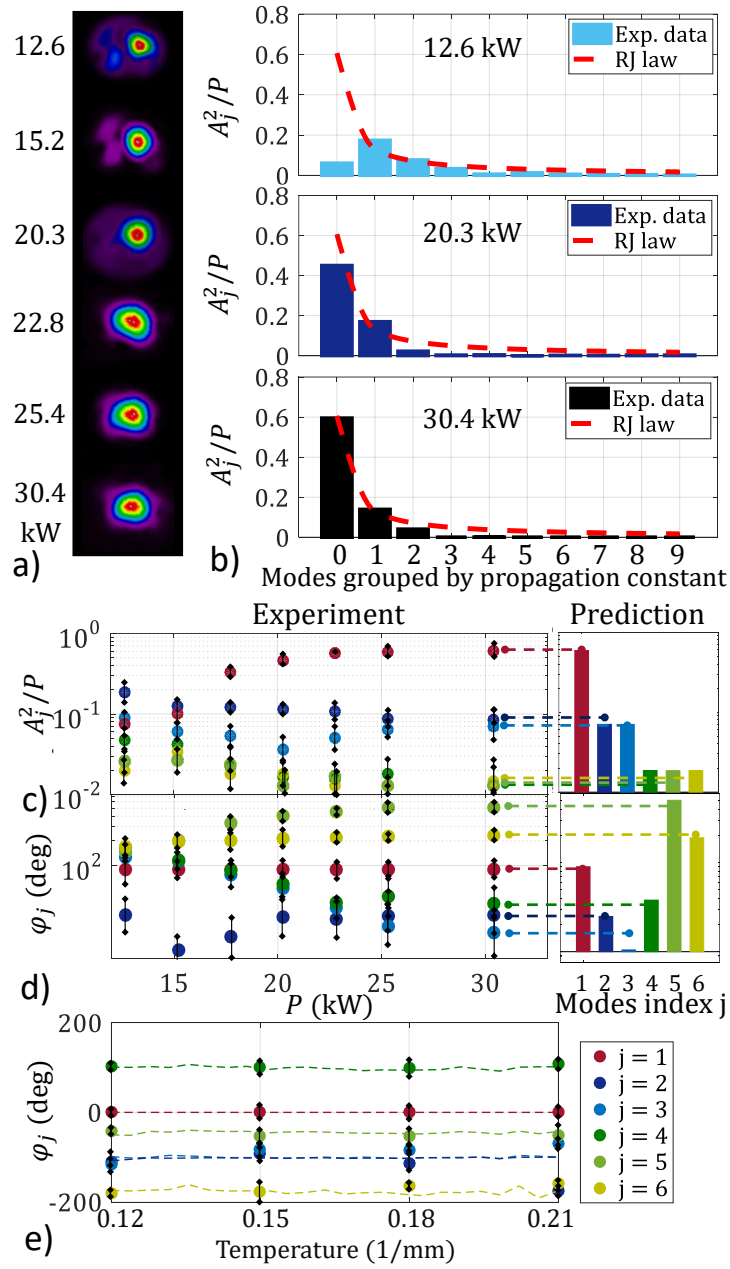 a)
12.6
15.2
20.3
22.8
25.4
30.4
kW
b)
0.8
0.6
0.4
0.2
0
A_j^2/P
12.6 kW
Exp. data
RJ law
0.8
0.6
0.4
0.2
0
A_j^2/P
20.3 kW
Exp. data
RJ law
0.8
0.6
0.4
0.2
0
A_j^2/P
30.4 kW
Exp. data
RJ law
0 1 2 3 4 5 6 7 8 9
Modes grouped by propagation constant
Experiment
Prediction
c)
10^0
10^-1
10^-2
A_j^2/P
d)
10^-1
10^2
φ_j (deg)
15 20 25 30
P (kW)
1 2 3 4 5 6
Modes index j
e)
200
0
-200
φ_j (deg)
0.12 0.15 0.18 0.21
Temperature (1/mm)
j = 1
j = 2
j = 3
j = 4
j = 5
j = 6